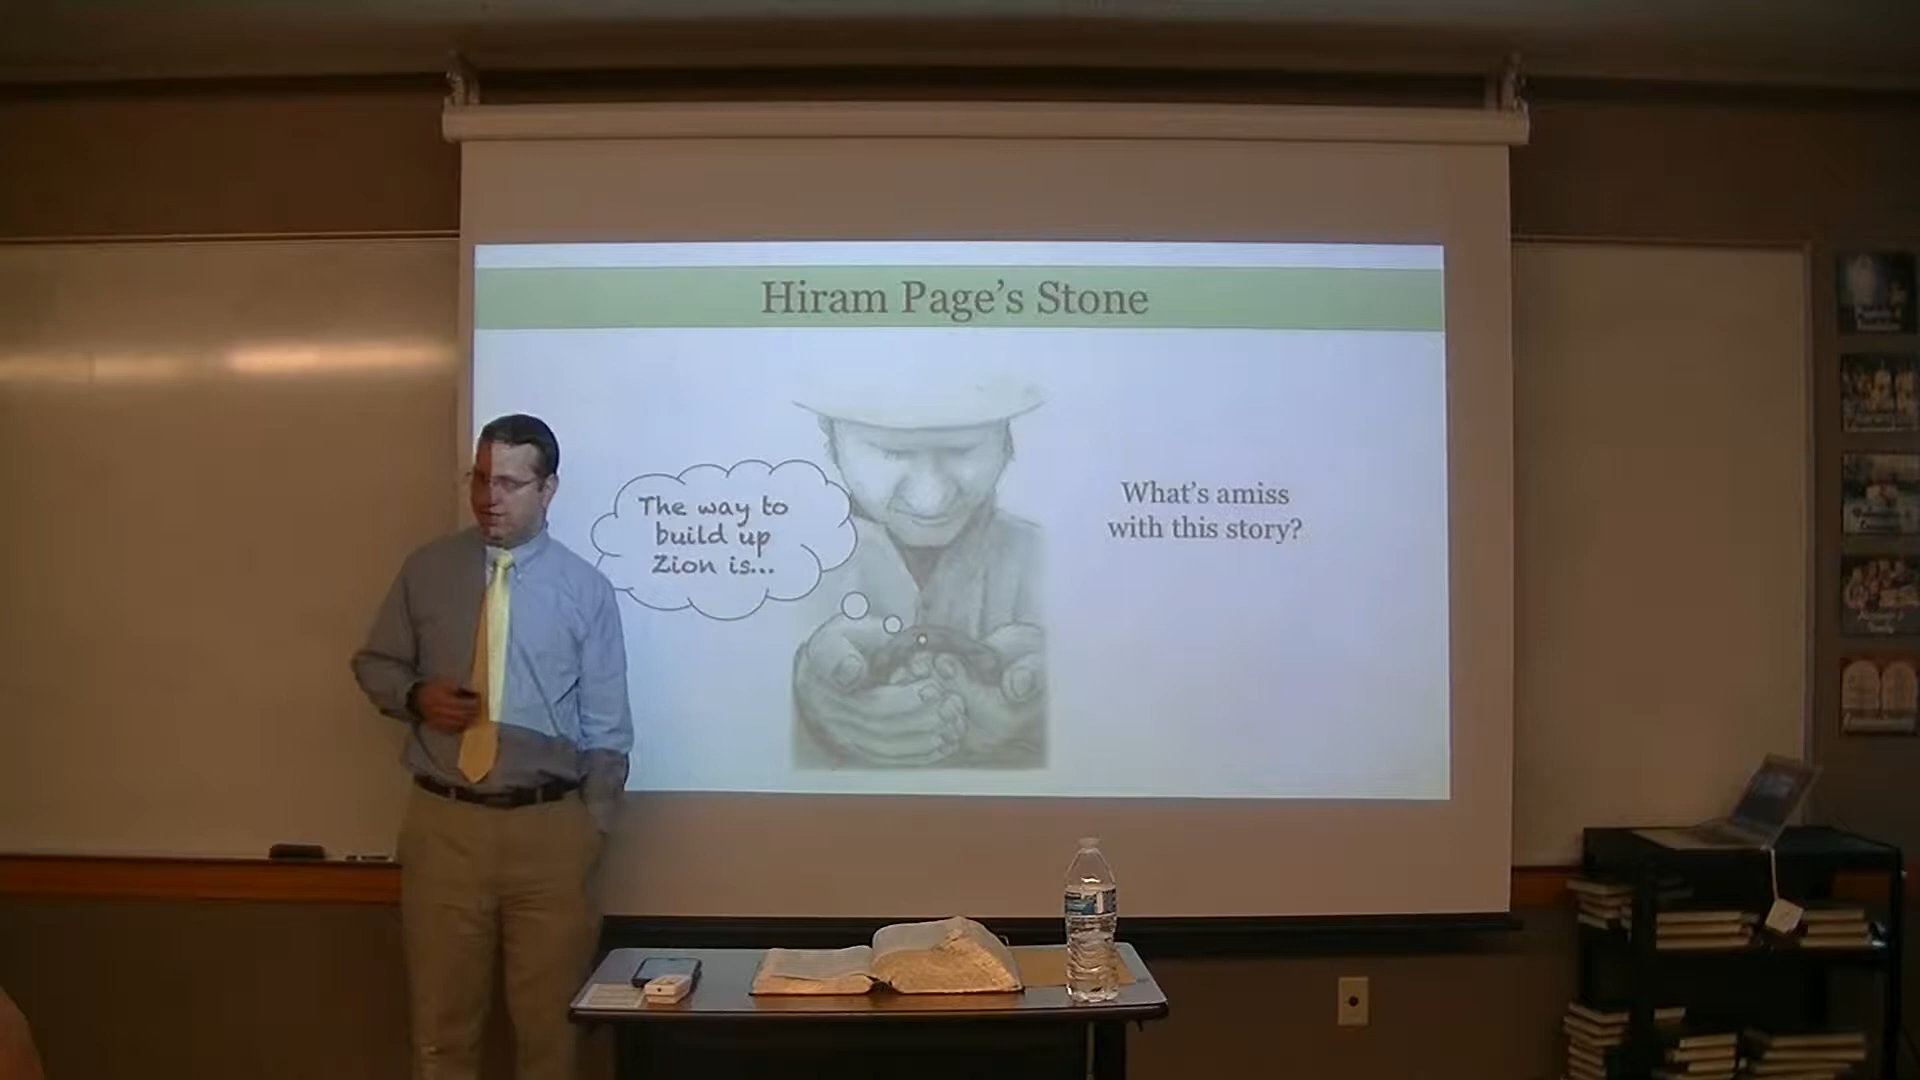 Hiram Page's Stone
The way to
build up
Zion is...
What's amiss
with this story?